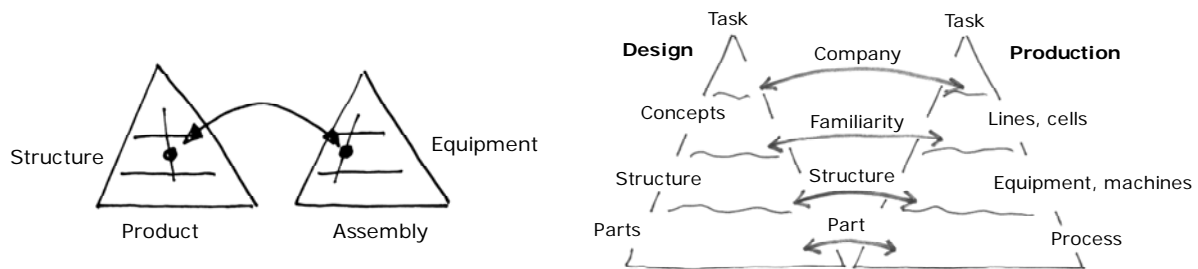 Structure
Equipment
Product
Assembly
Task
Task
Design
Company
Production
Concepts
Familiarity
Lines, cells
Structure
Structure
Equipment, machines
Parts
Part
Process